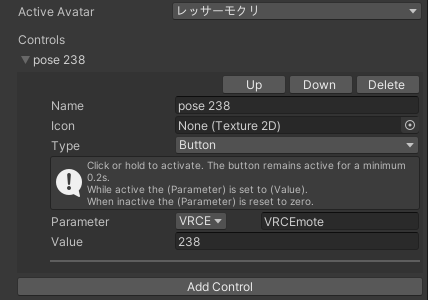 Active Avatar レッサーモクリ
Controls
pose 238
Up Down Delete
Name pose 238
Icon None (Texture 2D)
Type Button
Click or hold to activate. The button remains active for a minimum
0.2s.
While active the (Parameter) is set to (Value).
When inactive the (Parameter) is reset to zero.
Parameter VRCE VRCEmote
Value 238
Add Control